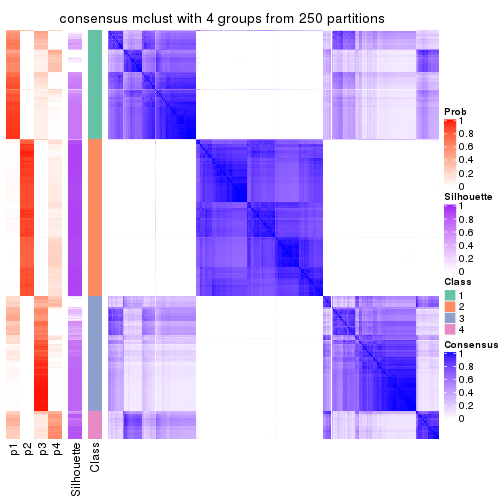 consensus mclust with 4 groups from 250 partitions
Prob
1
0.8
0.6
0.4
0.2
0
Silhouette
1
0.8
0.6
0.4
0.2
0
Class
1
2
3
4
Consensus
1
0.8
0.6
0.4
0.2
0
p1
p2
p3
p4
Silhouette
Class